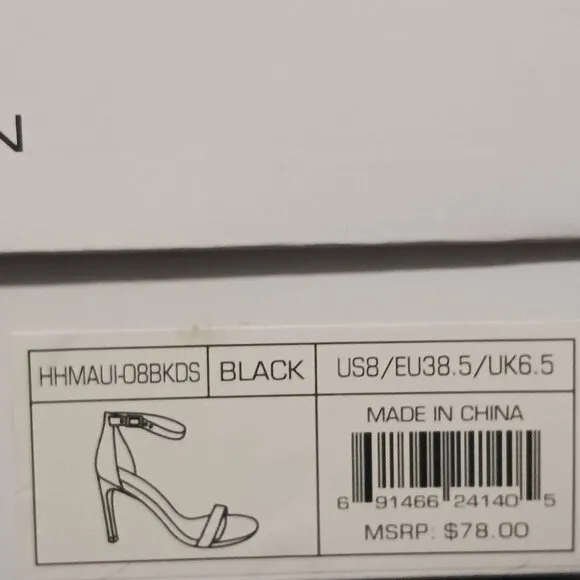 HHMAUI-08BKDS BLACK US8/EU38.5/UK6.5
MADE IN CHINA
6 91466 24140 5
MSRP: $78.00